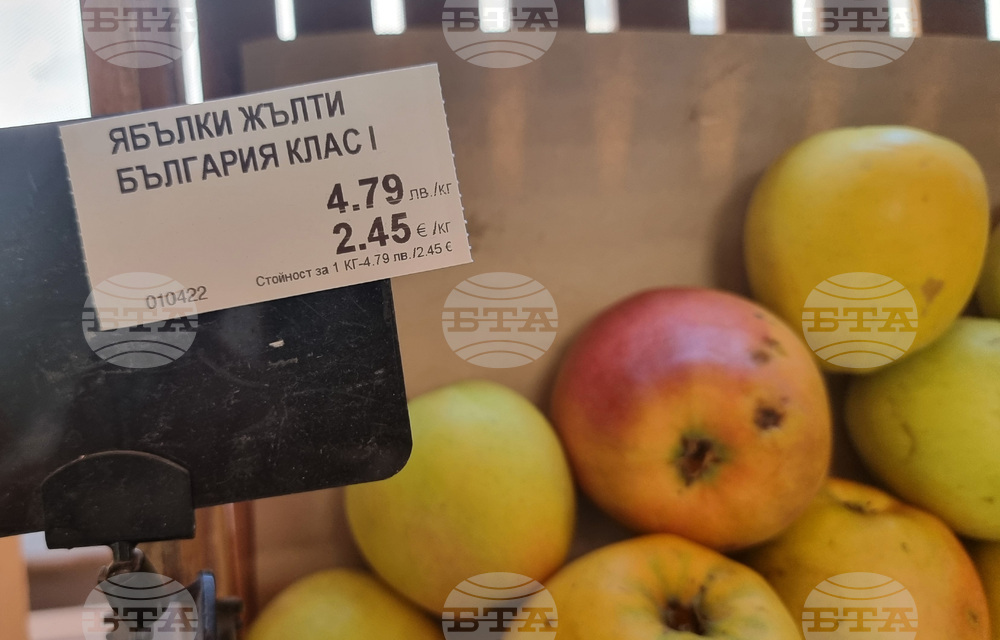 БТА БТА БТА
ЯБЪЛКИ ЖЪЛТИ
БЪЛГАРИЯ КЛАС I
4.79 ЛВ./КГ
2.45 €/КГ
Стойност за 1 КГ-4.79 лв./2.45 €
010422
БТА БТА БТА
БТА БТА БТА